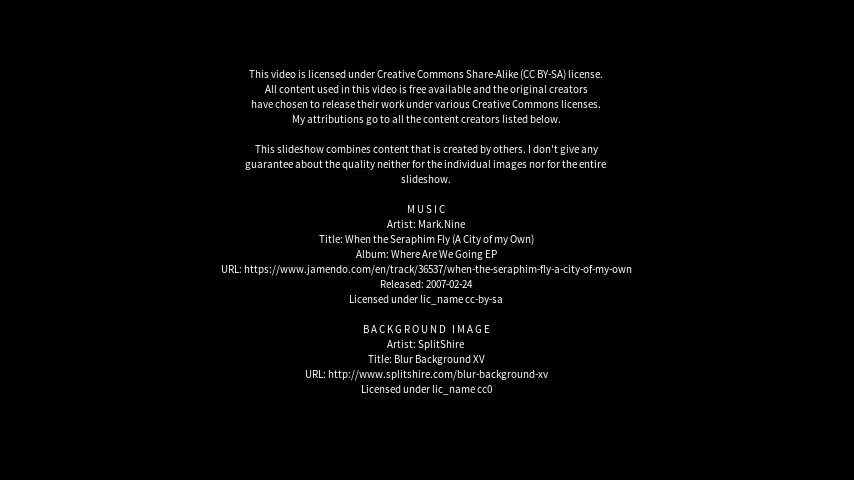 This video is licensed under Creative Commons Share-Alike (CC BY-SA) license.
All content used in this video is free available and the original creators
have chosen to release their work under various Creative Commons licenses.
My attributions go to all the content creators listed below.
This slideshow combines content that is created by others. I don't give any
guarantee about the quality neither for the individual images nor for the entire
slideshow.
M U S I C
Artist: Mark.Nine
Title: When the Seraphim Fly (A City of my Own)
Album: Where Are We Going EP
URL: https://www.jamendo.com/en/track/36537/when-the-seraphim-fly-a-city-of-my-own
Released: 2007-02-24
Licensed under lic_name cc-by-sa
B A C K G R O U N D   I M A G E
Artist: SplitShire
Title: Blur Background XV
URL: http://www.splitshire.com/blur-background-xv
Licensed under lic_name cc0